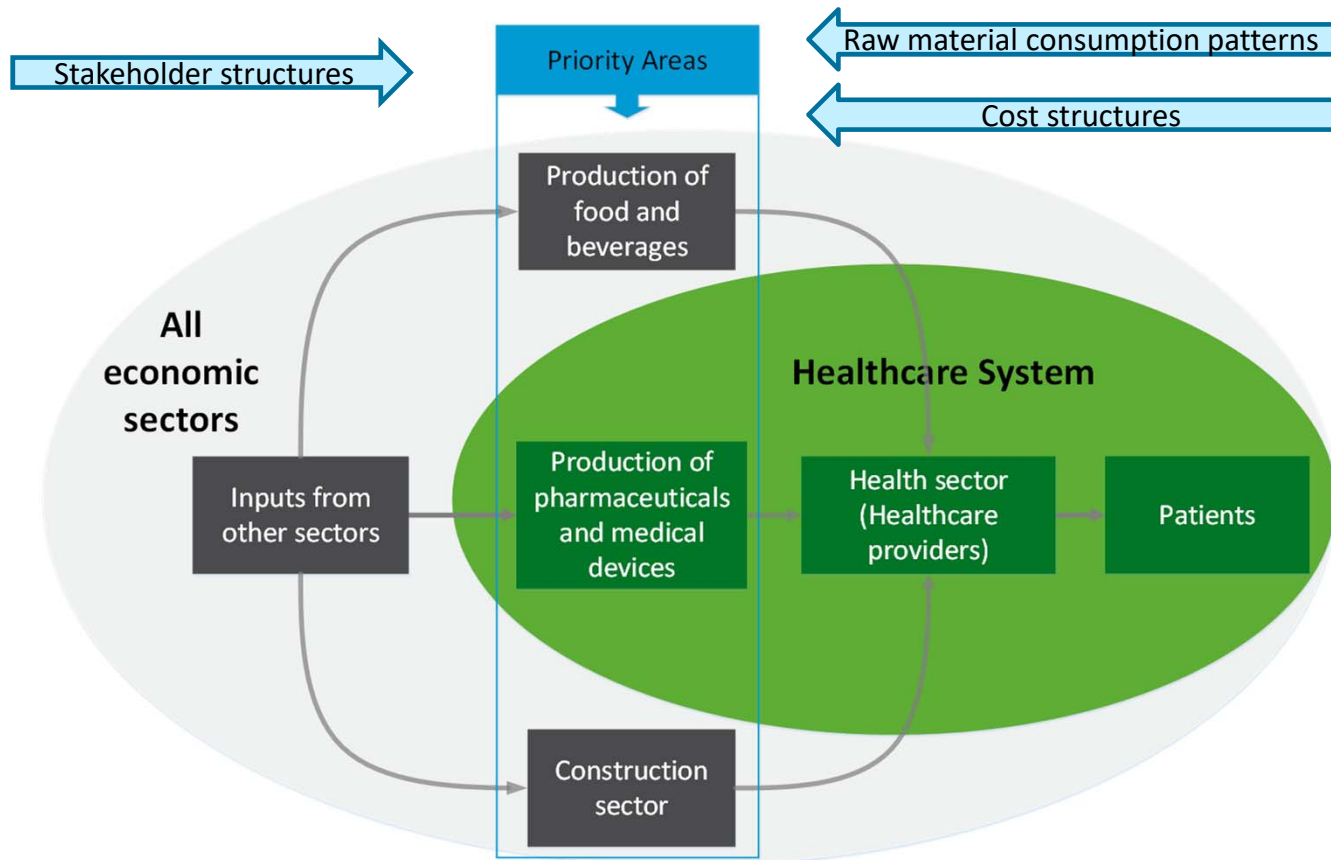 Stakeholder structures
Priority Areas
Raw material consumption patterns
Cost structures
Production of
food and
beverages
All
economic
sectors
Healthcare System
Inputs from
other sectors
Production of
pharmaceuticals
and medical
devices
Health sector
(Healthcare
providers)
Patients
Construction
sector